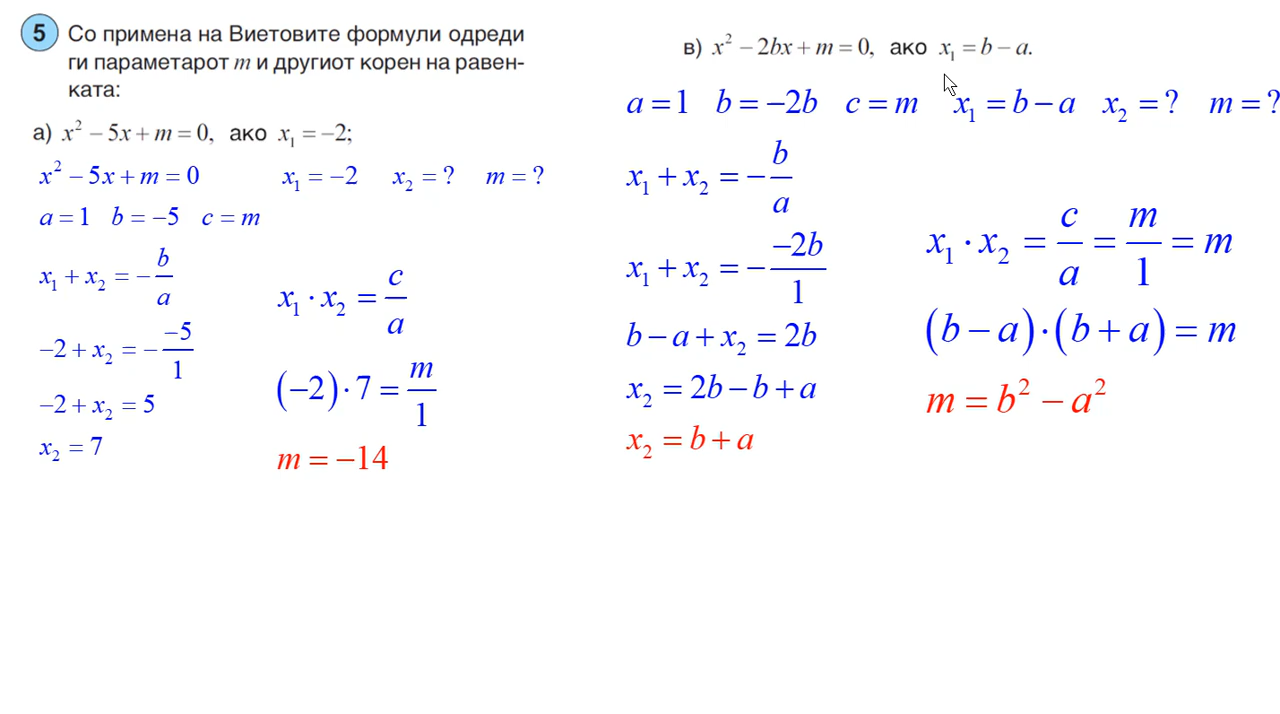 5 Со примена на Виетовите формули одреди
ги параметарот m и другиот корен на равен-
ката:
а) x² − 5x + m = 0, ако x₁ = −2;
x² − 5x + m = 0 x₁ = −2 x₂ = ? m = ?
a = 1 b = −5 c = m
x₁ + x₂ = −b/a
−2 + x₂ = −(−5)/1
−2 + x₂ = 5
x₂ = 7
x₁ · x₂ = c/a
(−2) · 7 = m/1
m = −14
в) x² − 2bx + m = 0, ако x₁ = b − a.
a = 1 b = −2b c = m x₁ = b − a x₂ = ? m = ?
x₁ + x₂ = −b/a
x₁ + x₂ = −(−2b)/1
b − a + x₂ = 2b
x₂ = 2b − b + a
x₂ = b + a
x₁ · x₂ = c/a = m/1 = m
(b − a) · (b + a) = m
m = b² − a²